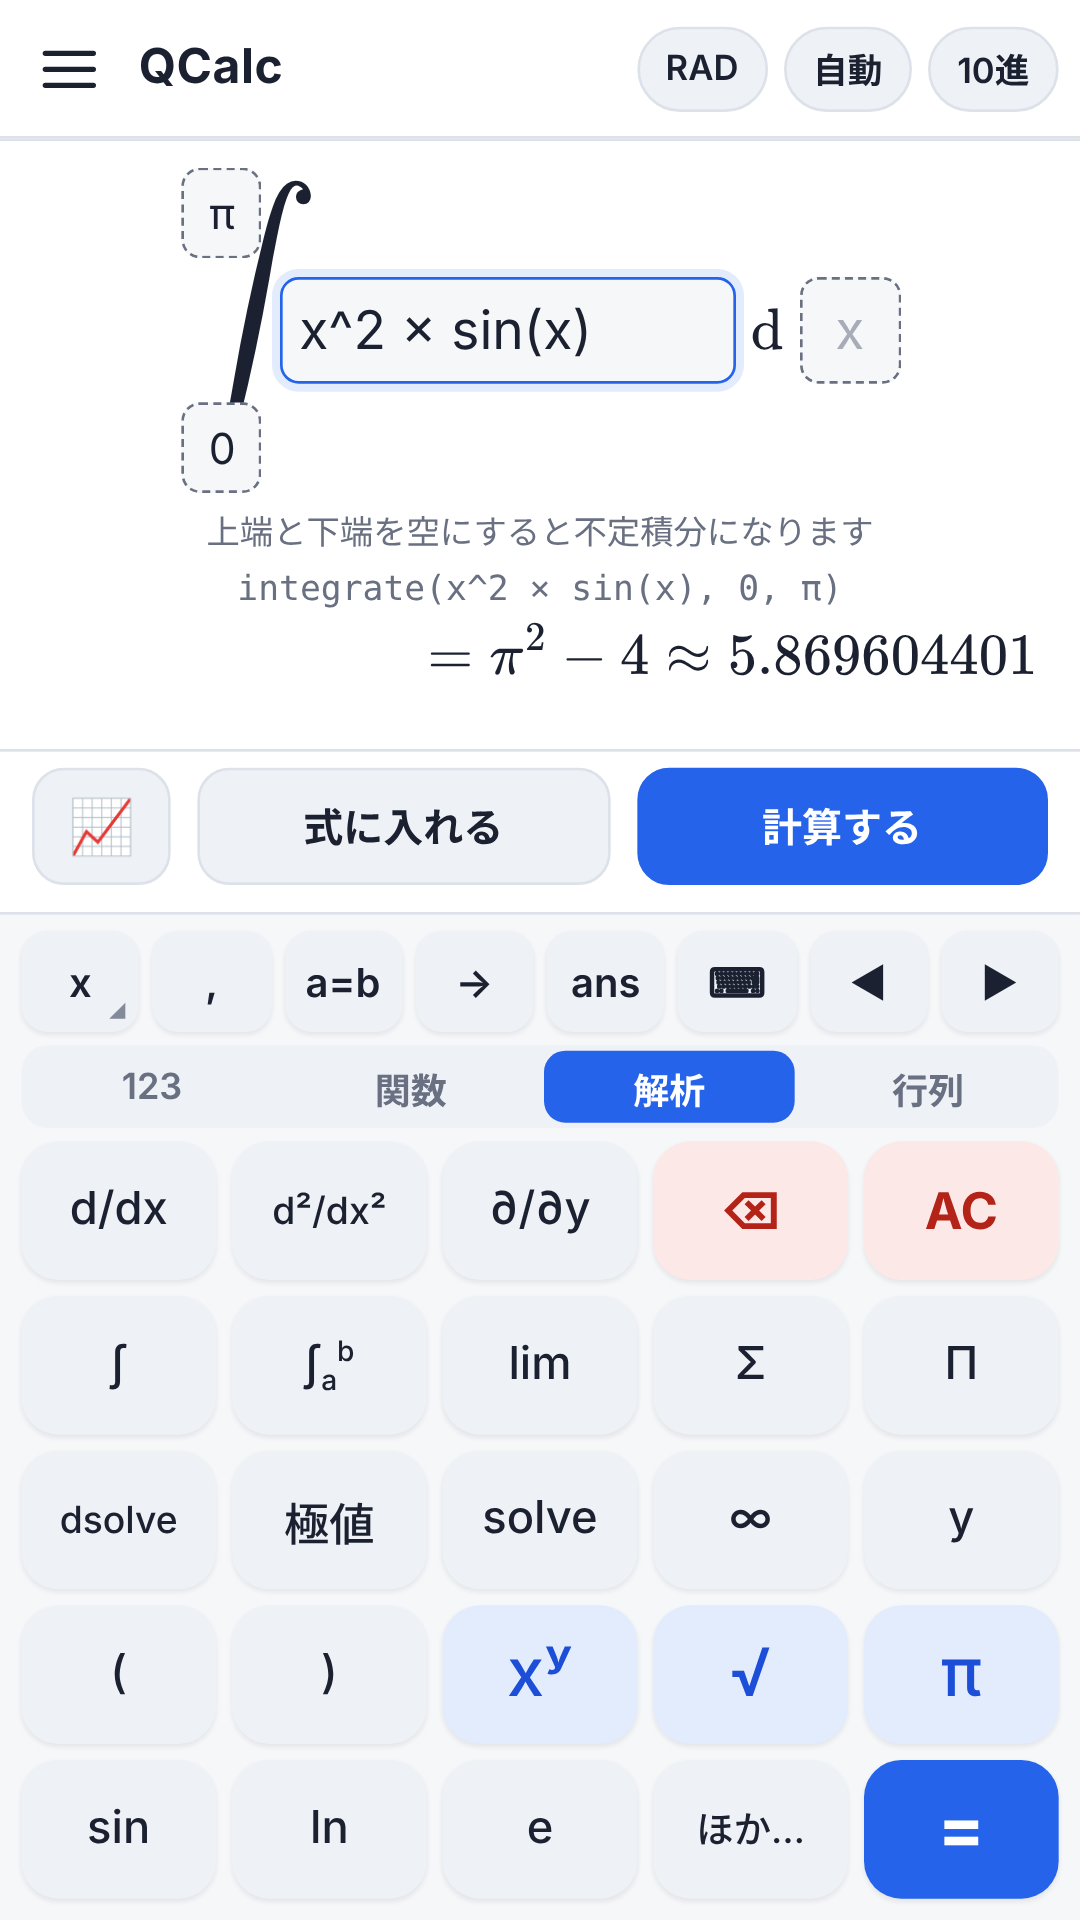 QCalc RAD 自動 10進
π
∫ x^2 × sin(x) d x
0
上端と下端を空にすると不定積分になります
integrate(x^2 × sin(x), 0, π)
= π² − 4 ≈ 5.869604401
式に入れる 計算する
x , a=b → ans ⌨ ◀ ▶
123 関数 解析 行列
d/dx d²/dx² ∂/∂y ⌫ AC
∫ ∫ₐᵇ lim Σ Π
dsolve 極値 solve ∞ y
( ) xʸ √ π
sin ln e ほか… =